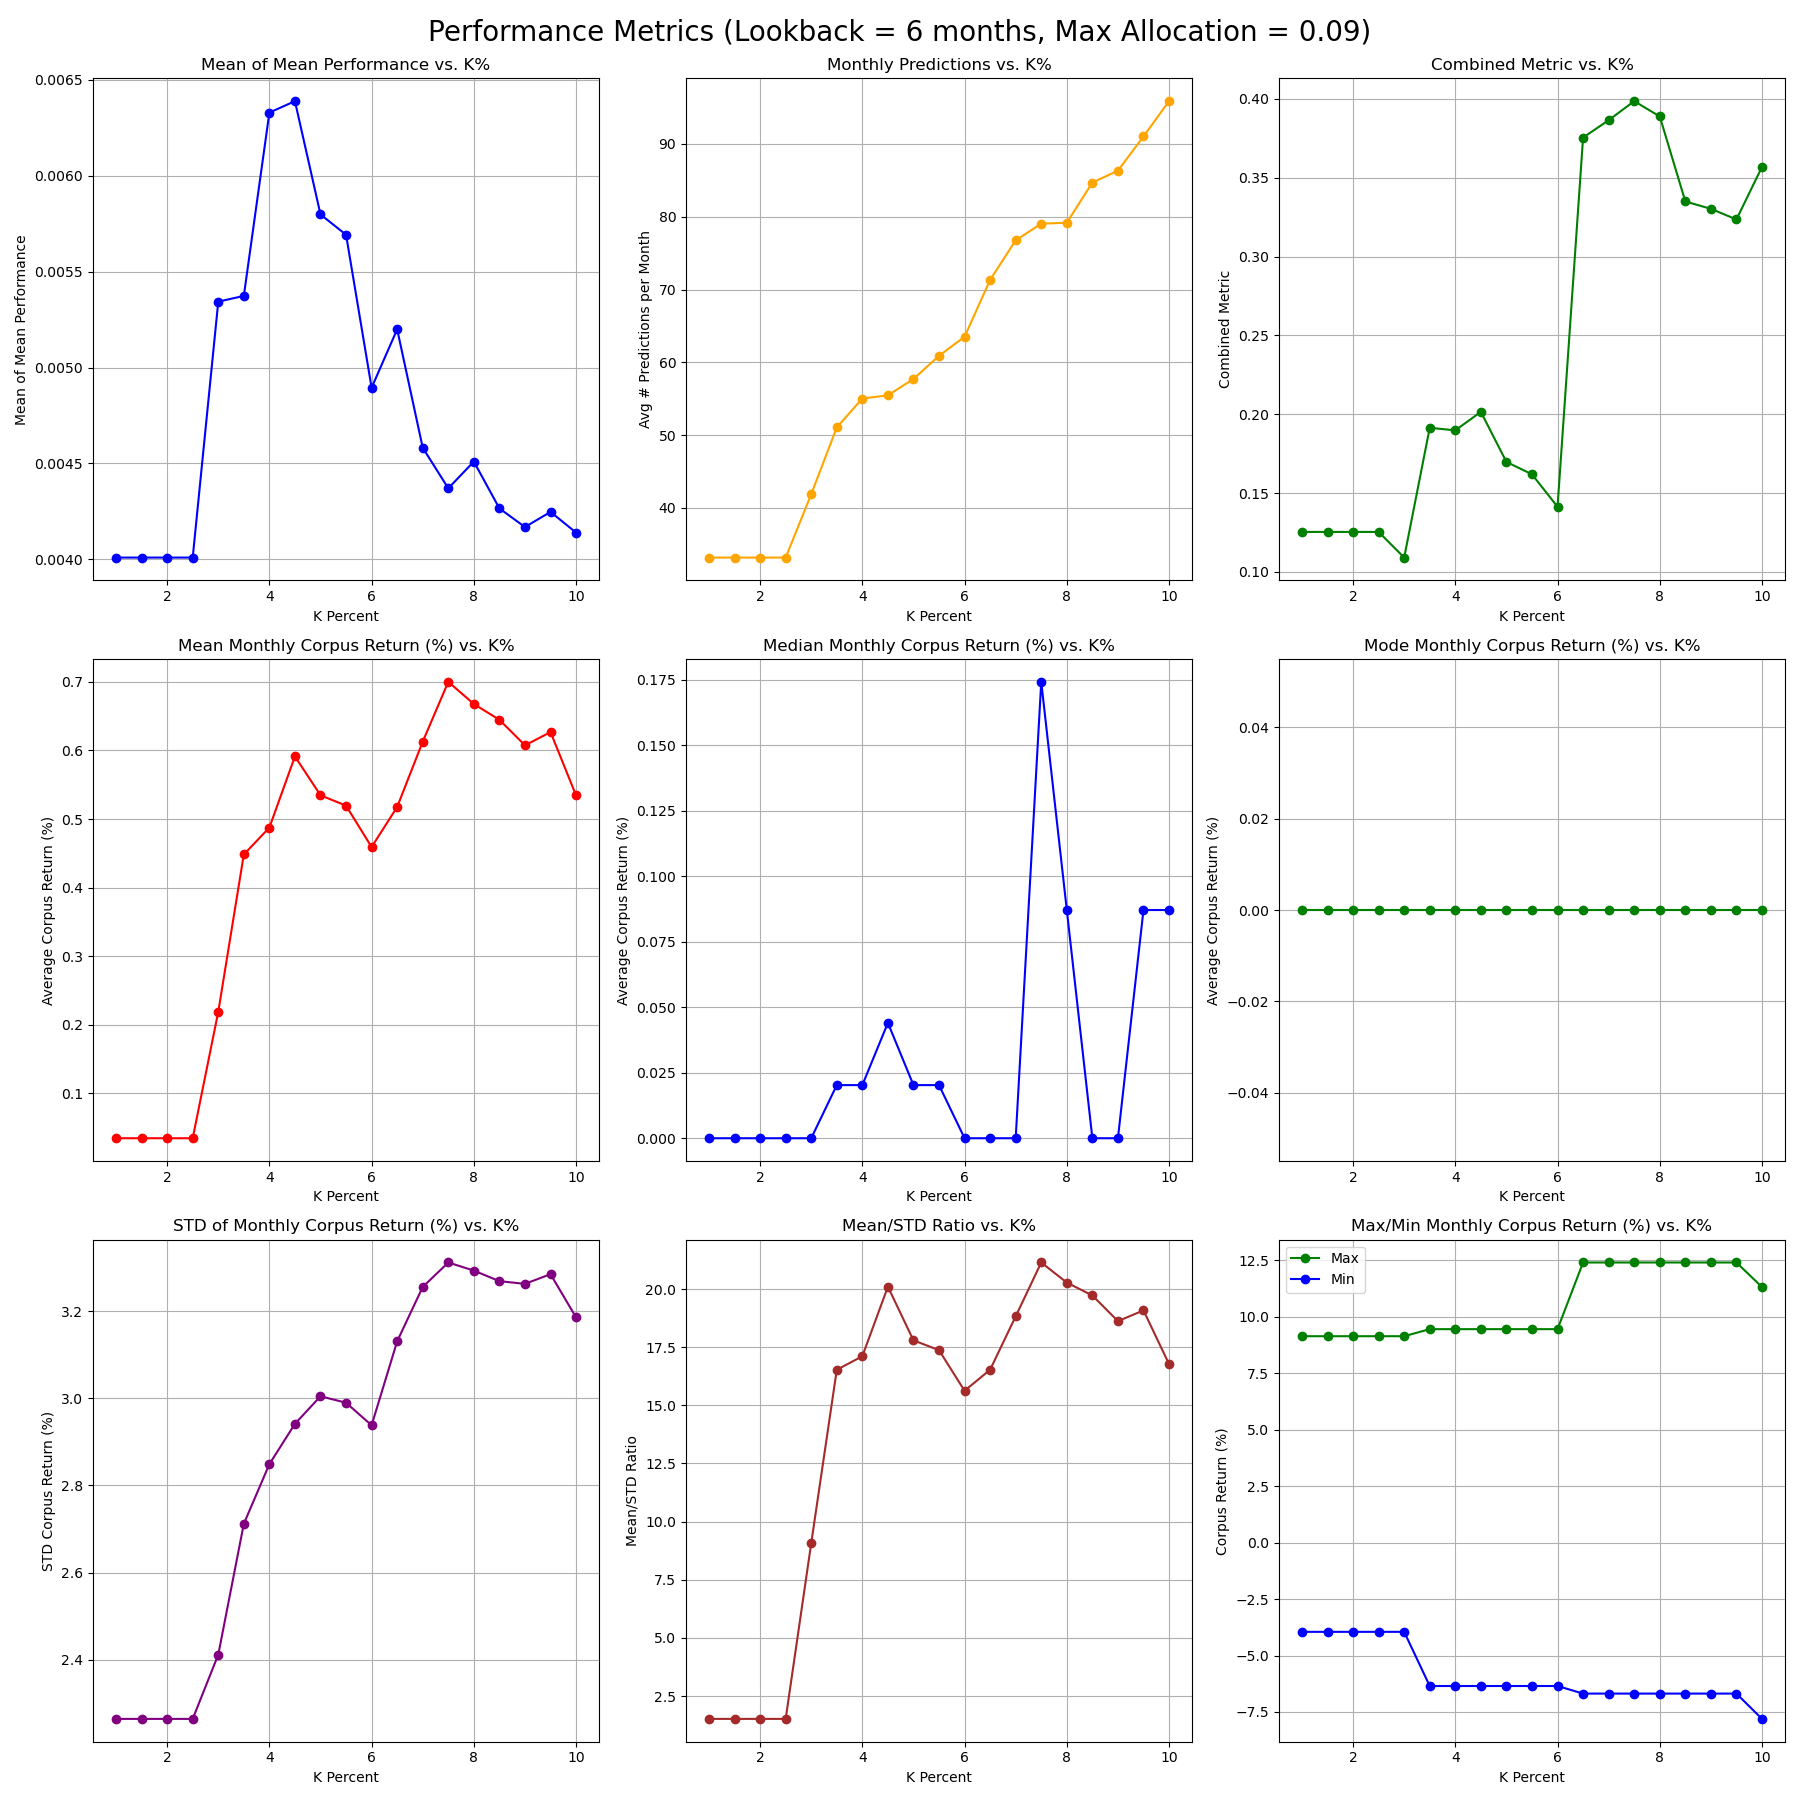 Performance Metrics (Lookback = 6 months, Max Allocation = 0.09)
Mean of Mean Performance vs. K%
Mean of Mean Performance
0.0065
0.0060
0.0055
0.0050
0.0045
0.0040
2 4 6 8 10
K Percent
Monthly Predictions vs. K%
Avg # Predictions per Month
90
80
70
60
50
40
2 4 6 8 10
K Percent
Combined Metric vs. K%
Combined Metric
0.40
0.35
0.30
0.25
0.20
0.15
0.10
2 4 6 8 10
K Percent
Mean Monthly Corpus Return (%) vs. K%
Average Corpus Return (%)
0.7
0.6
0.5
0.4
0.3
0.2
0.1
2 4 6 8 10
K Percent
Median Monthly Corpus Return (%) vs. K%
Average Corpus Return (%)
0.175
0.150
0.125
0.100
0.075
0.050
0.025
0.000
2 4 6 8 10
K Percent
Mode Monthly Corpus Return (%) vs. K%
Average Corpus Return (%)
0.04
0.02
0.00
−0.02
−0.04
2 4 6 8 10
K Percent
STD of Monthly Corpus Return (%) vs. K%
STD Corpus Return (%)
3.2
3.0
2.8
2.6
2.4
2 4 6 8 10
K Percent
Mean/STD Ratio vs. K%
Mean/STD Ratio
20.0
17.5
15.0
12.5
10.0
7.5
5.0
2.5
2 4 6 8 10
K Percent
Max/Min Monthly Corpus Return (%) vs. K%
Max
Min
Corpus Return (%)
12.5
10.0
7.5
5.0
2.5
0.0
−2.5
−5.0
−7.5
2 4 6 8 10
K Percent